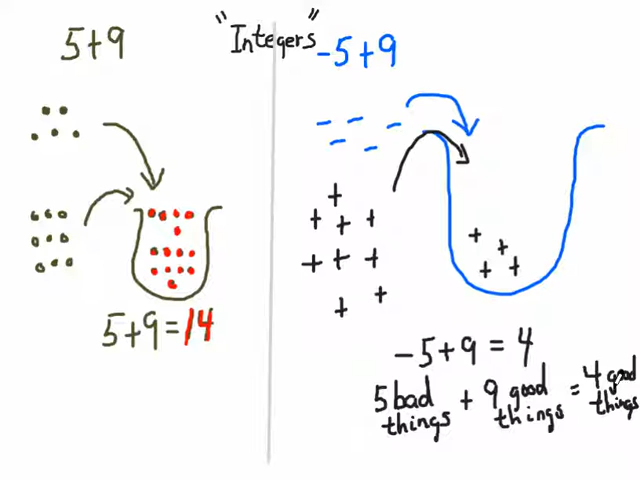 "Integers"
5+9
5+9=14
-5+9
-5+9 = 4
5 bad things + 9 good things = 4 good things